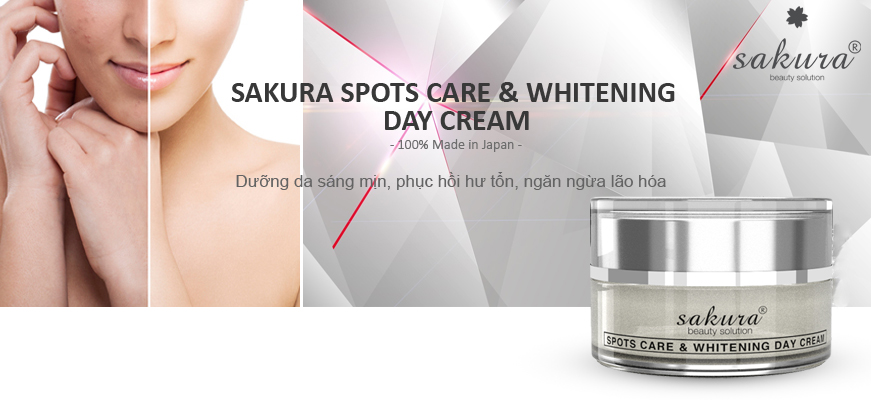 sakura®
beauty solution
SAKURA SPOTS CARE & WHITENING
DAY CREAM
- 100% Made in Japan -
Dưỡng da sáng mịn, phục hồi hư tổn, ngăn ngừa lão hóa
sakura®
beauty solution
SPOTS CARE & WHITENING DAY CREAM